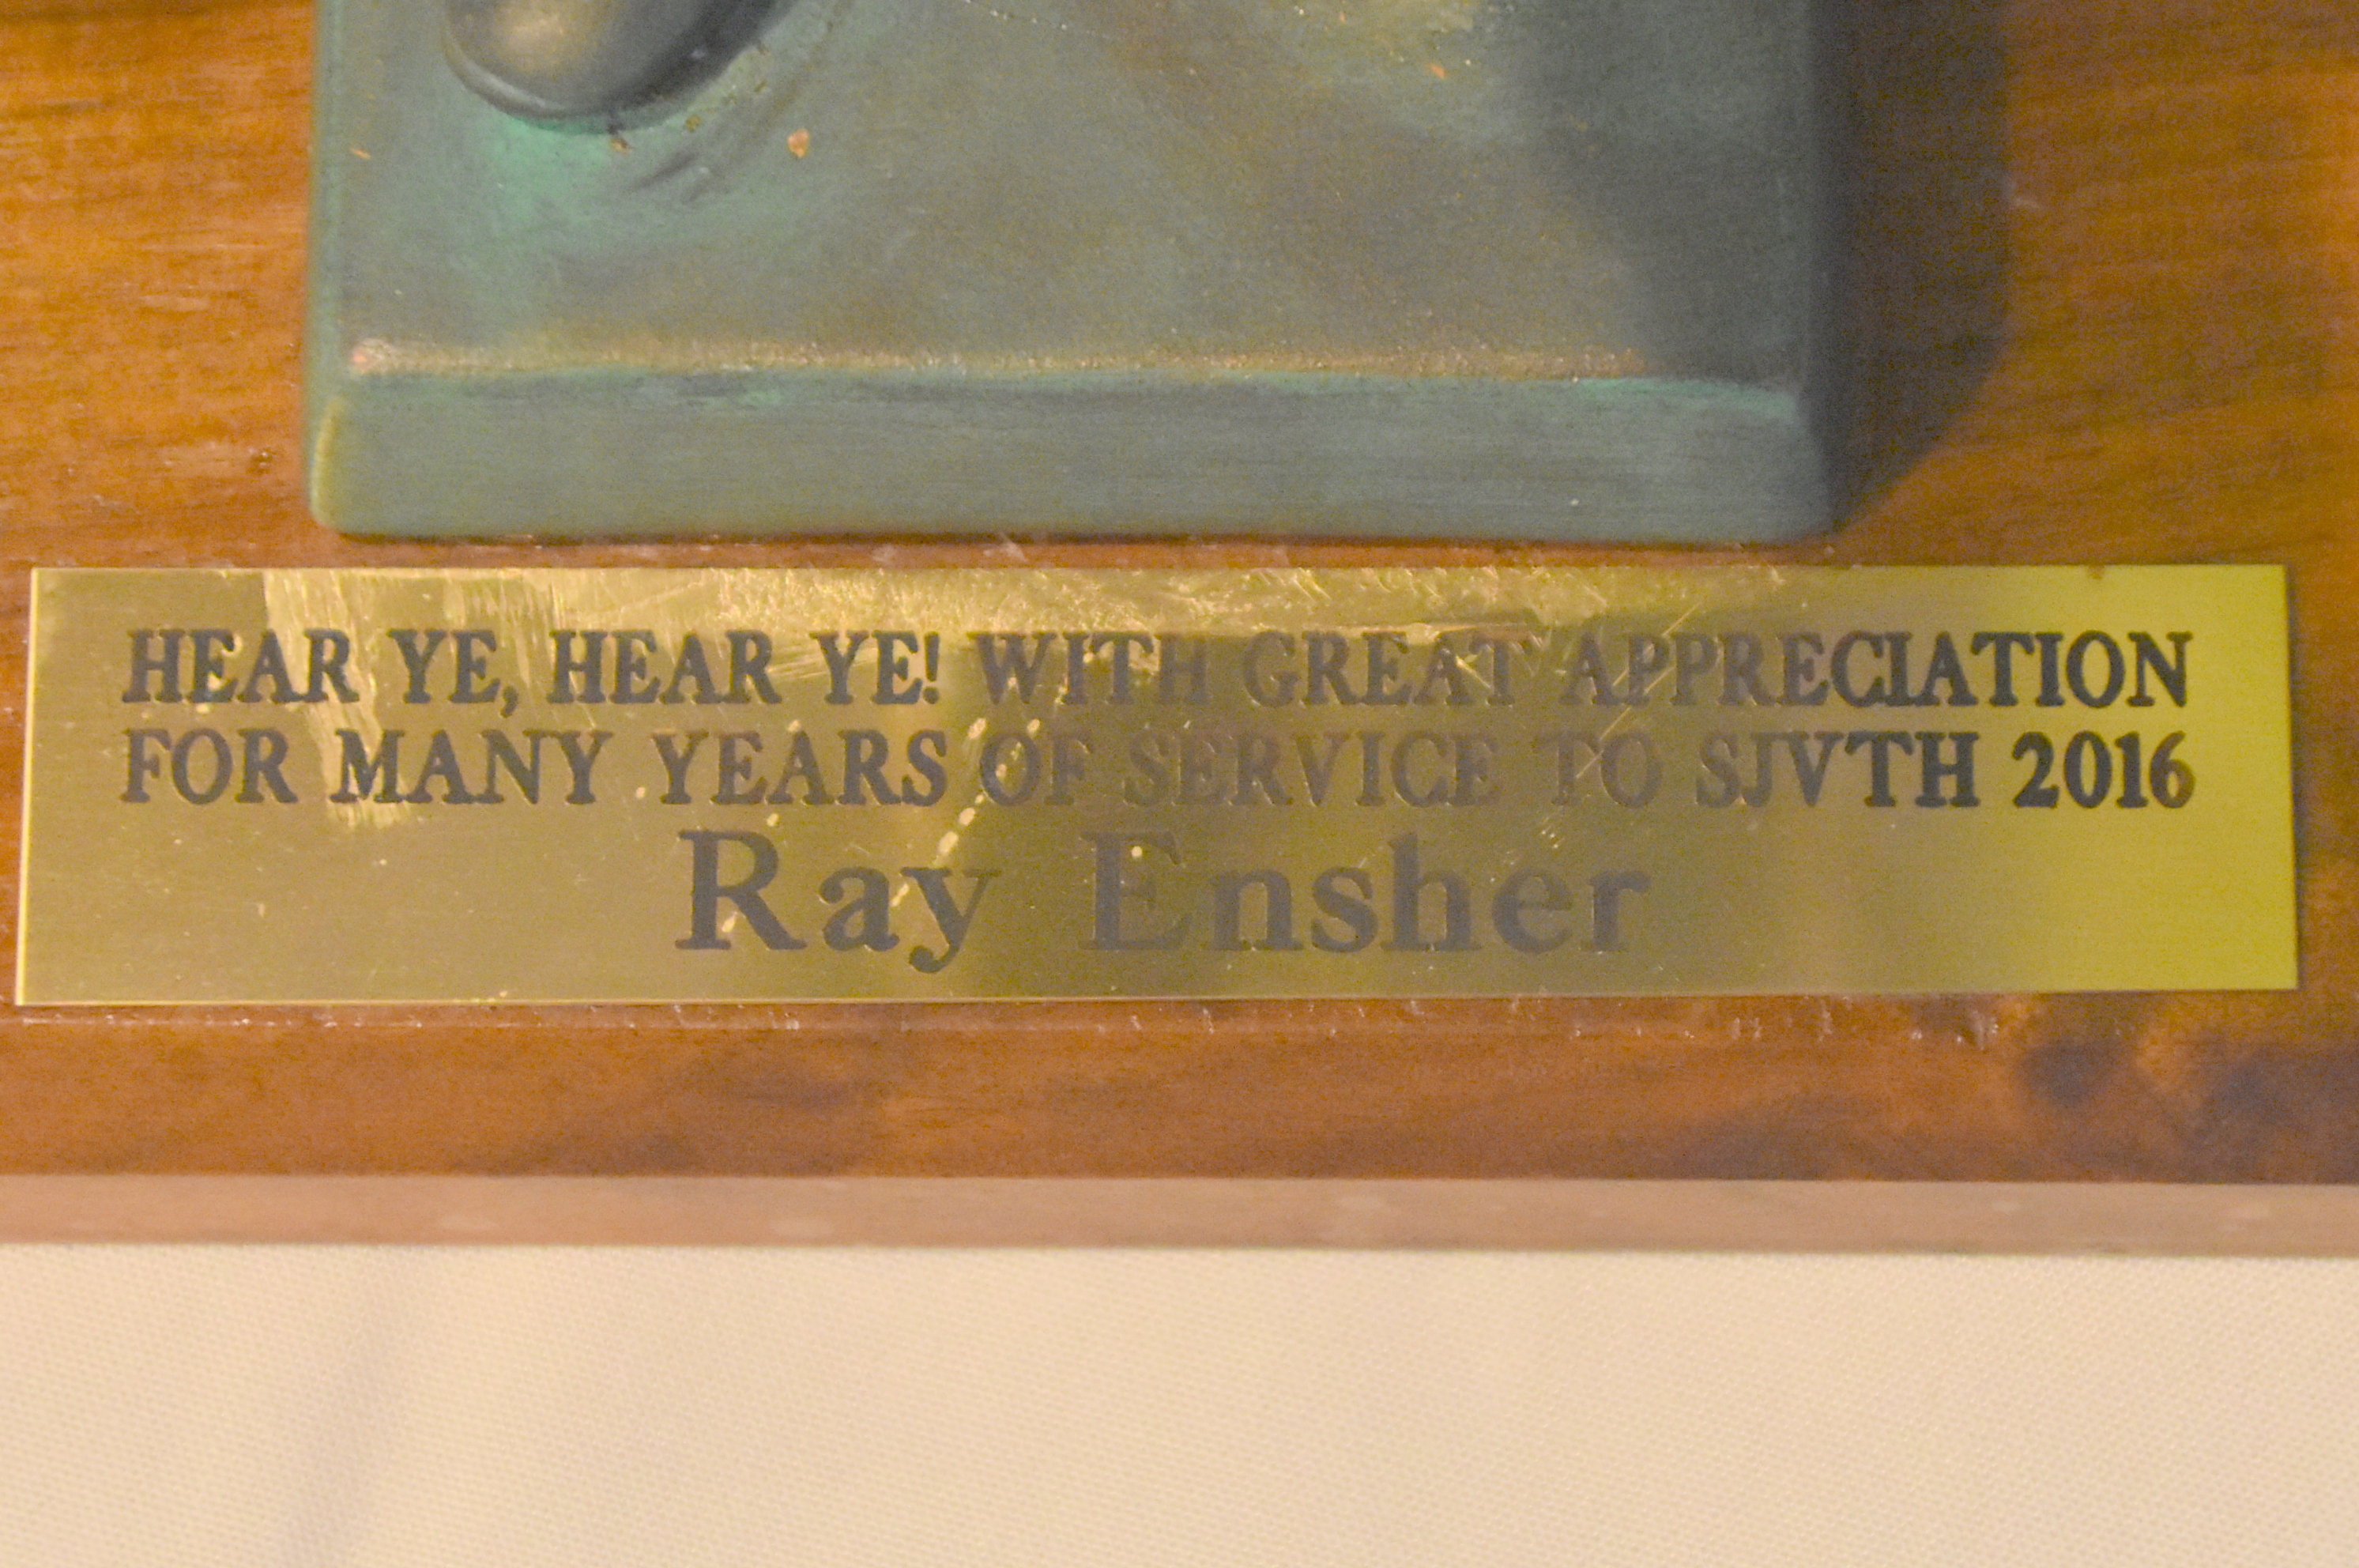 HEAR YE, HEAR YE! WITH GREAT APPRECIATION
FOR MANY YEARS OF SERVICE TO SJVTH 2016
Ray Ensher